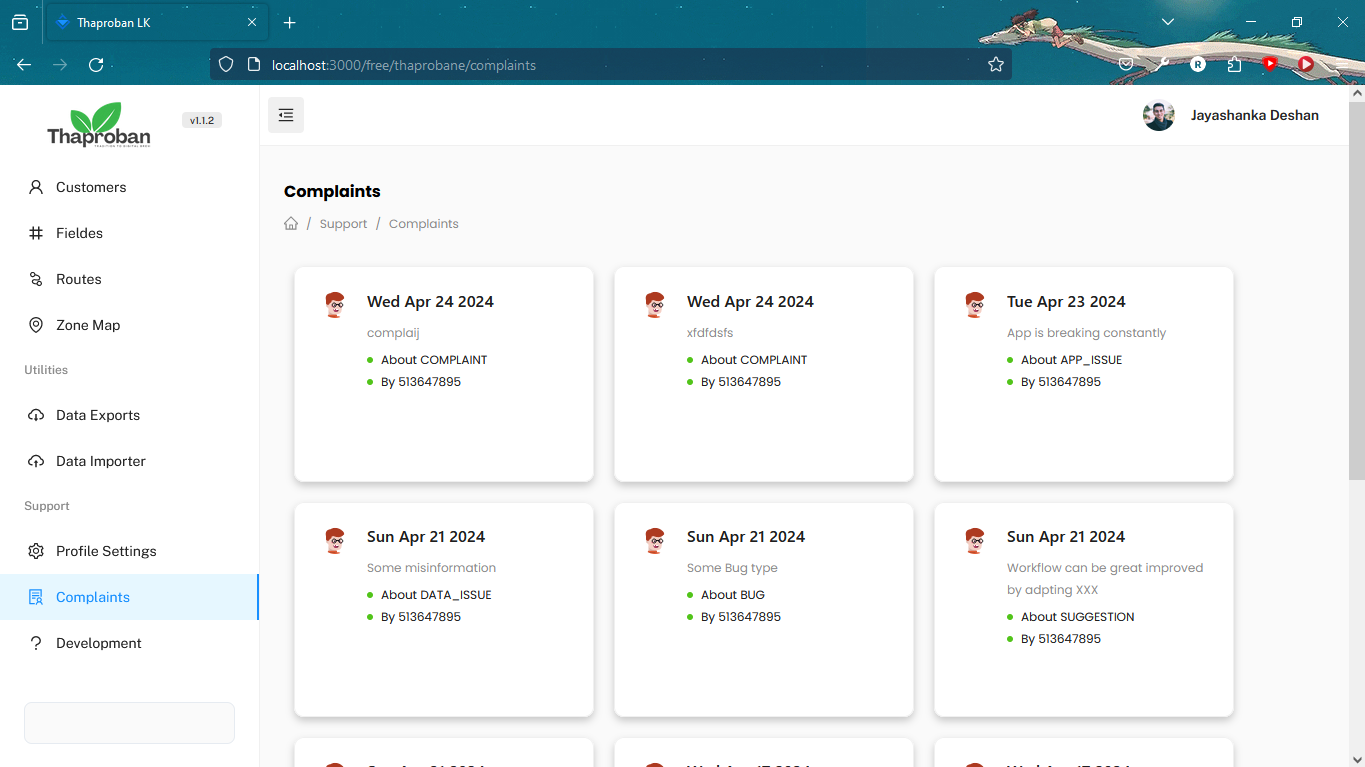 Thaproban LK
localhost:3000/free/thaprobane/complaints
R
Thaproban
v1.1.2
Jayashanka Deshan
Customers
Fieldes
Routes
Zone Map
Utilities
Data Exports
Data Importer
Support
Profile Settings
Complaints
Development
Complaints
/ Support / Complaints
Wed Apr 24 2024
complaij
About COMPLAINT
By 513647895
Wed Apr 24 2024
xfdfdsfs
About COMPLAINT
By 513647895
Tue Apr 23 2024
App is breaking constantly
About APP_ISSUE
By 513647895
Sun Apr 21 2024
Some misinformation
About DATA_ISSUE
By 513647895
Sun Apr 21 2024
Some Bug type
About BUG
By 513647895
Sun Apr 21 2024
Workflow can be great improved
by adpting XXX
About SUGGESTION
By 513647895